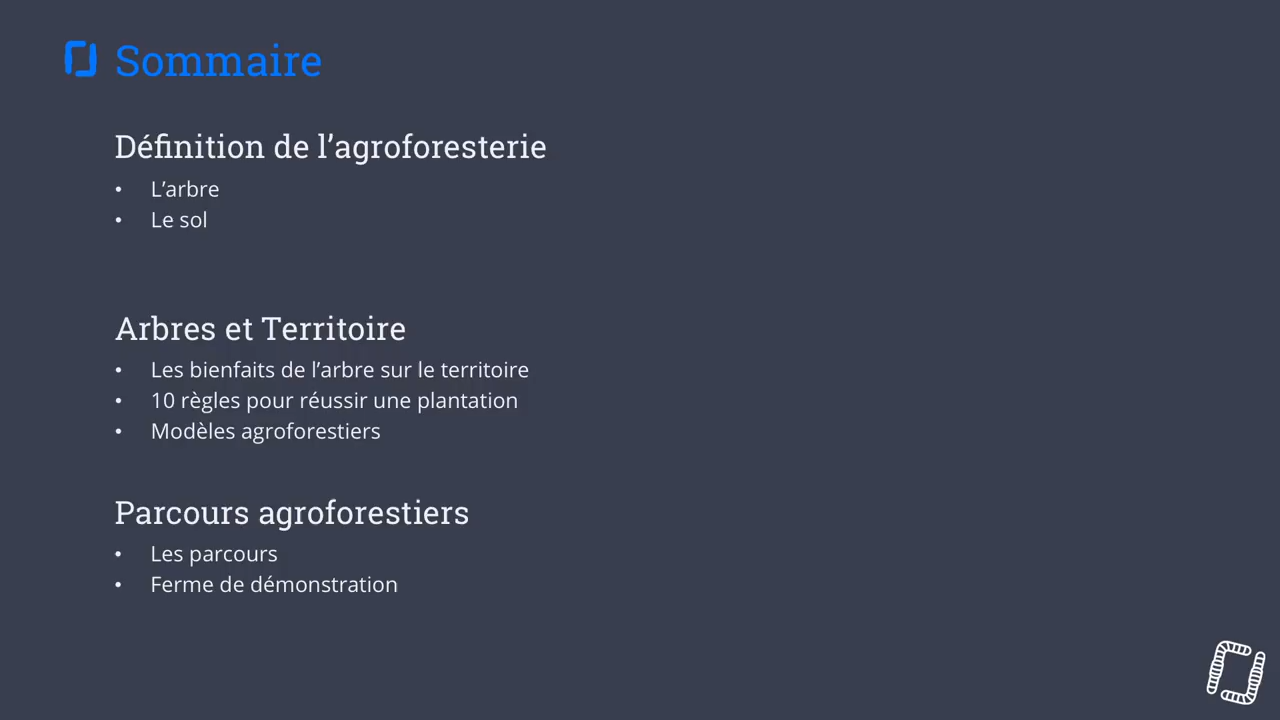 Sommaire
Définition de l’agroforesterie
• L’arbre
• Le sol
Arbres et Territoire
• Les bienfaits de l’arbre sur le territoire
• 10 règles pour réussir une plantation
• Modèles agroforestiers
Parcours agroforestiers
• Les parcours
• Ferme de démonstration